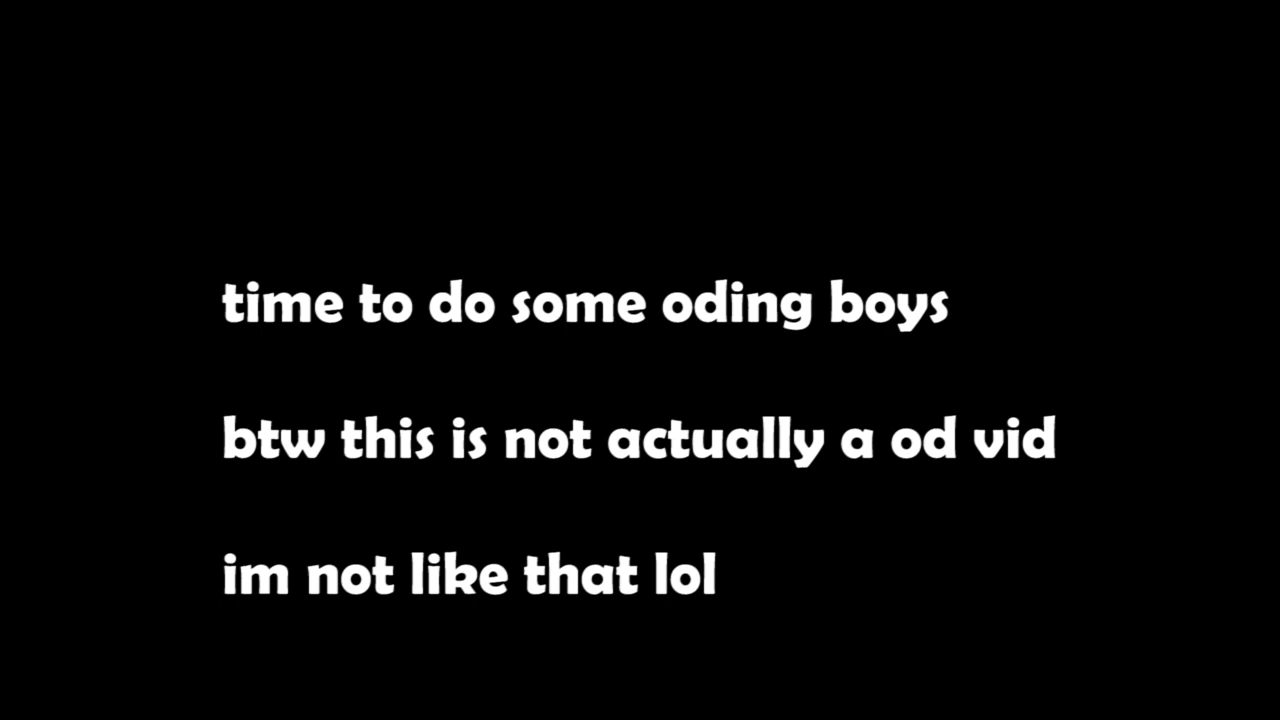 time to do some oding boys
btw this is not actually a od vid
im not like that lol